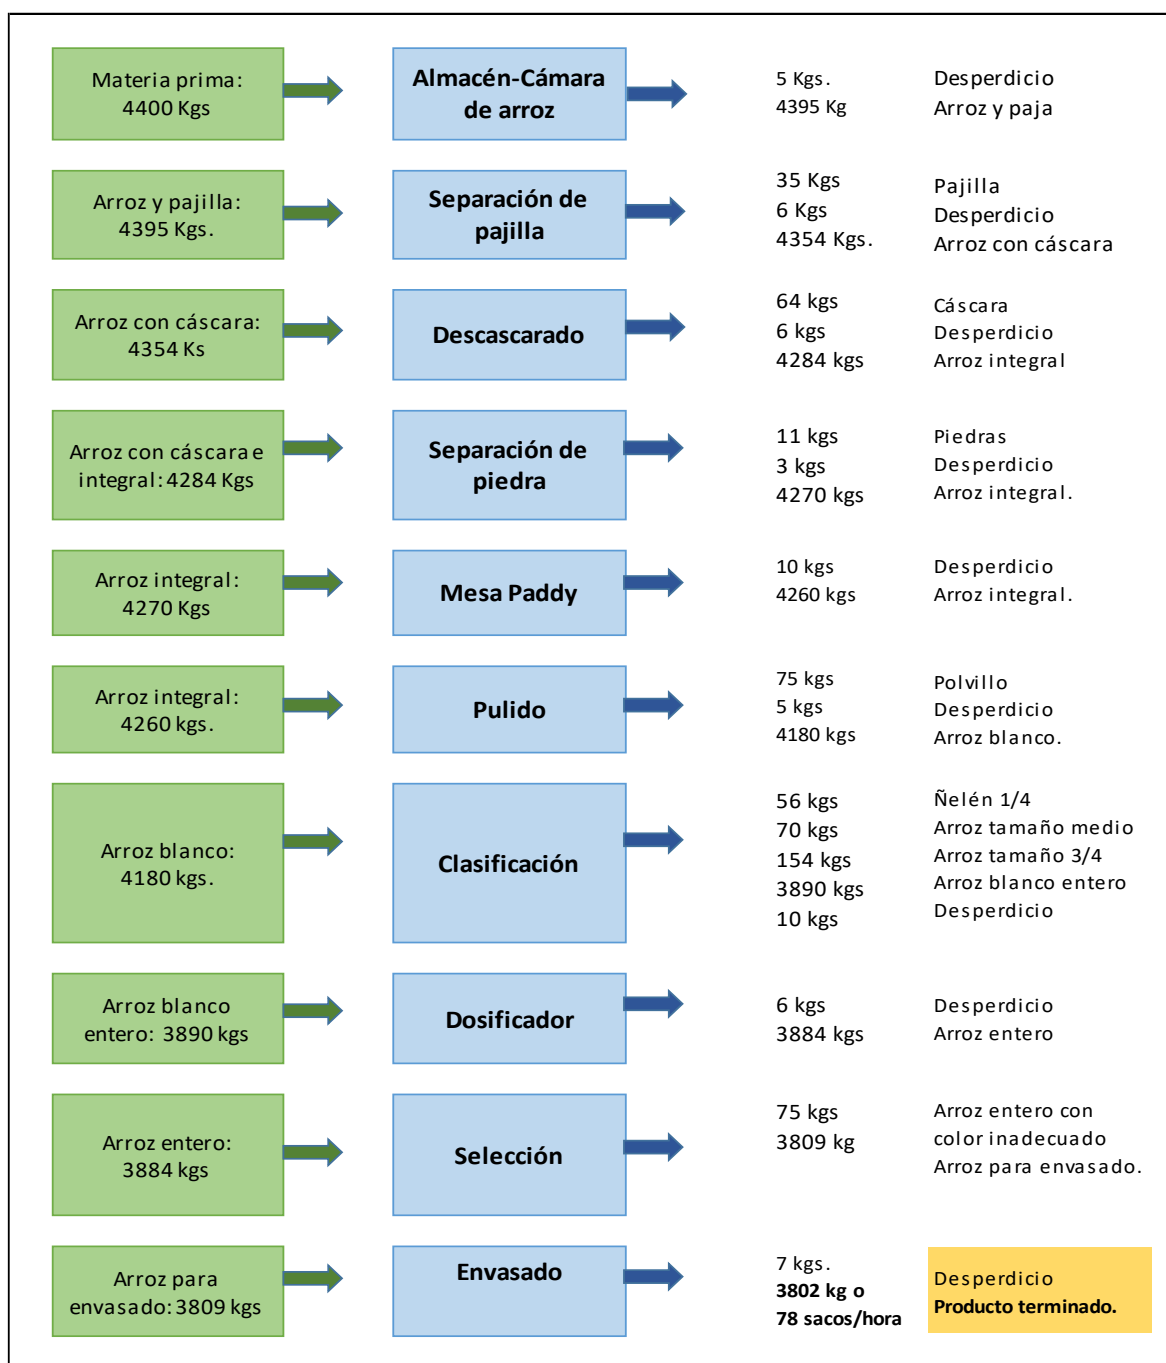 Materia prima:
4400 Kgs
Almacén-Cámara
de arroz
5 Kgs.
4395 Kg
Desperdicio
Arroz y paja
Arroz y pajilla:
4395 Kgs.
Separación de
pajilla
35 Kgs
6 Kgs
4354 Kgs.
Pajilla
Desperdicio
Arroz con cáscara
Arroz con cáscara:
4354 Ks
Descascarado
64 kgs
6 kgs
4284 kgs
Cáscara
Desperdicio
Arroz integral
Arroz con cáscara e
integral: 4284 Kgs
Separación de
piedra
11 kgs
3 kgs
4270 kgs
Piedras
Desperdicio
Arroz integral.
Arroz integral:
4270 Kgs
Mesa Paddy
10 kgs
4260 kgs
Desperdicio
Arroz integral.
Arroz integral:
4260 kgs.
Pulido
75 kgs
5 kgs
4180 kgs
Polvillo
Desperdicio
Arroz blanco.
Arroz blanco:
4180 kgs.
Clasificación
56 kgs
70 kgs
154 kgs
3890 kgs
10 kgs
Ñelén 1/4
Arroz tamaño medio
Arroz tamaño 3/4
Arroz blanco entero
Desperdicio
Arroz blanco
entero: 3890 kgs
Dosificador
6 kgs
3884 kgs
Desperdicio
Arroz entero
Arroz entero:
3884 kgs
Selección
75 kgs
3809 kg
Arroz entero con
color inadecuado
Arroz para envasado.
Arroz para
envasado: 3809 kgs
Envasado
7 kgs.
3802 kg o
78 sacos/hora
Desperdicio
Producto terminado.